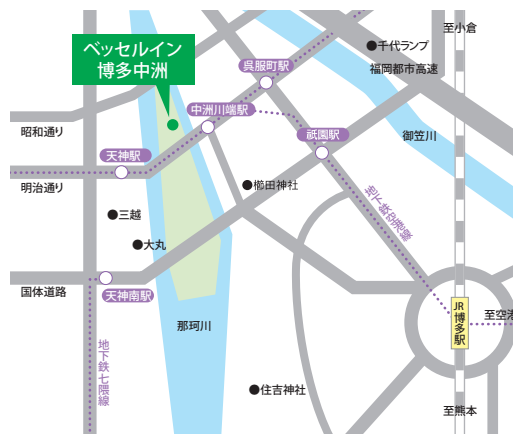 至小倉
千代ランプ
福岡都市高速
ベッセルイン
博多中洲
呉服町駅
中洲川端駅
昭和通り
祇園駅
御笠川
天神駅
明治通り
櫛田神社
三越
地下鉄空港線
大丸
国体道路
天神南駅
那珂川
JR
博多駅
至空港
地下鉄七隈線
住吉神社
至熊本